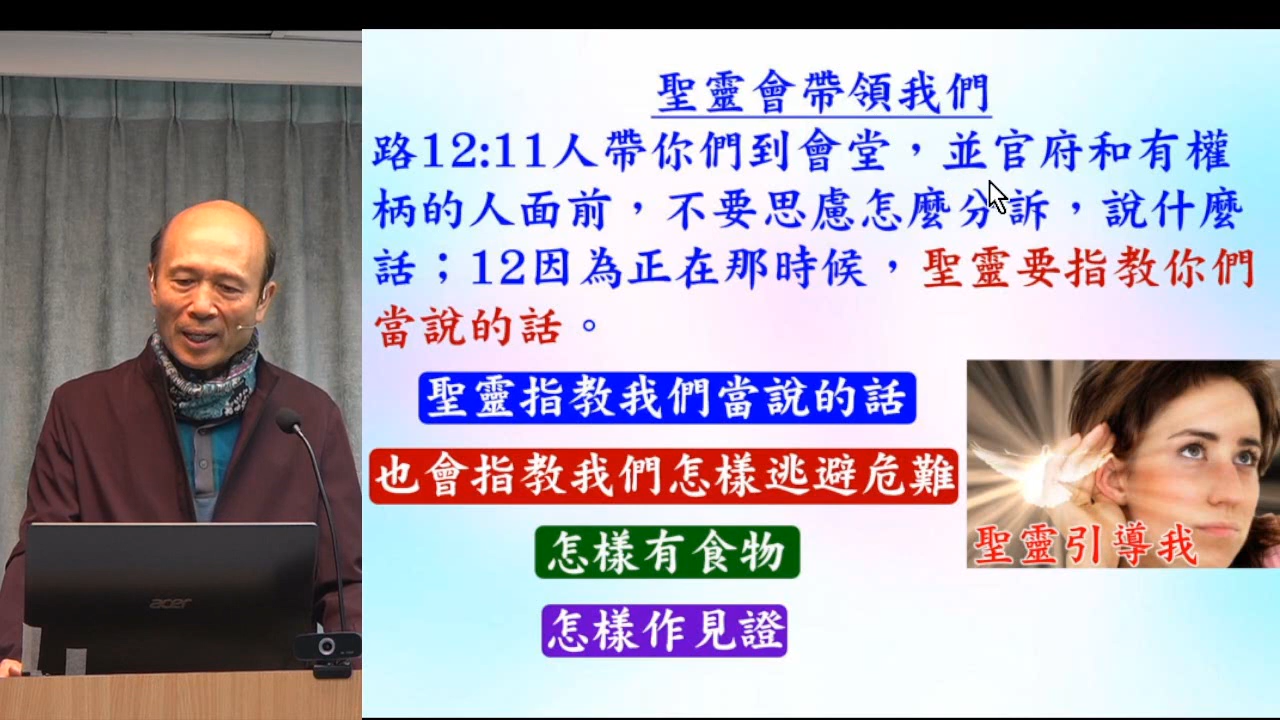 聖靈會帶領我們
路12:11人帶你們到會堂，並官府和有權
柄的人面前，不要思慮怎麼分訴，說什麼
話；12因為正在那時候，聖靈要指教你們
當說的話。
聖靈指教我們當說的話
也會指教我們怎樣逃避危難
怎樣有食物
怎樣作見證
聖靈引導我
acer